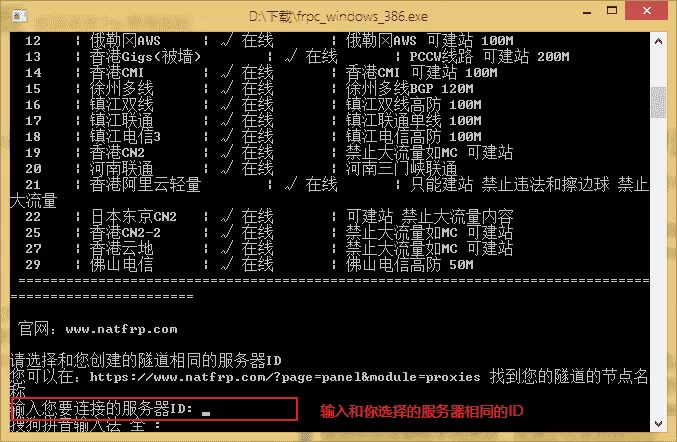 D:\下载\frpc_windows_386.exe
12 | 俄勒冈AWS | √ 在线 | 俄勒冈AWS 可建站 100M
13 | 香港Gigs(被墙) | √ 在线 | PCCW线路 可建站 200M
14 | 香港CMI | √ 在线 | 香港CMI 可建站 100M
15 | 徐州多线 | √ 在线 | 徐州多线BGP 120M
16 | 镇江双线 | √ 在线 | 镇江双线高防 100M
17 | 镇江联通 | √ 在线 | 镇江联通单线 100M
18 | 镇江电信3 | √ 在线 | 镇江电信高防 100M
19 | 香港CN2 | √ 在线 | 禁止大流量如MC 可建站
20 | 河南联通 | √ 在线 | 河南三门峡联通
21 | 香港阿里云轻量 | √ 在线 | 只能建站 禁止违法和擦边球 禁止
大流量
22 | 日本东京CN2 | √ 在线 | 可建站 禁止大流量内容
25 | 香港CN2-2 | √ 在线 | 禁止大流量如MC 可建站
27 | 香港云地 | √ 在线 | 禁止大流量如MC 可建站
29 | 佛山电信 | √ 在线 | 佛山电信高防 50M
官网：www.natfrp.com
请选择和您创建的隧道相同的服务器ID
您可以在：https://www.natfrp.com/?page=panel&module=proxies 找到您的隧道的节点名
称
输入您要连接的服务器ID: _
输入和你选择的服务器相同的ID
搜狗拼音输入法 全 :